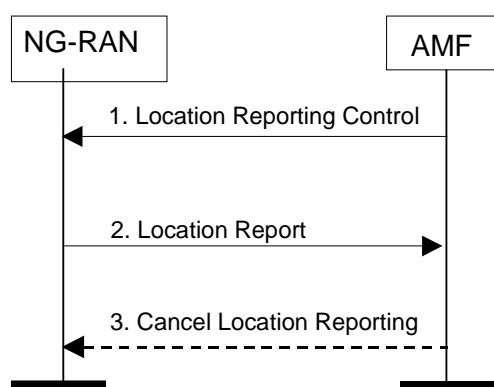 NG-RAN
AMF
1. Location Reporting Control
2. Location Report
3. Cancel Location Reporting